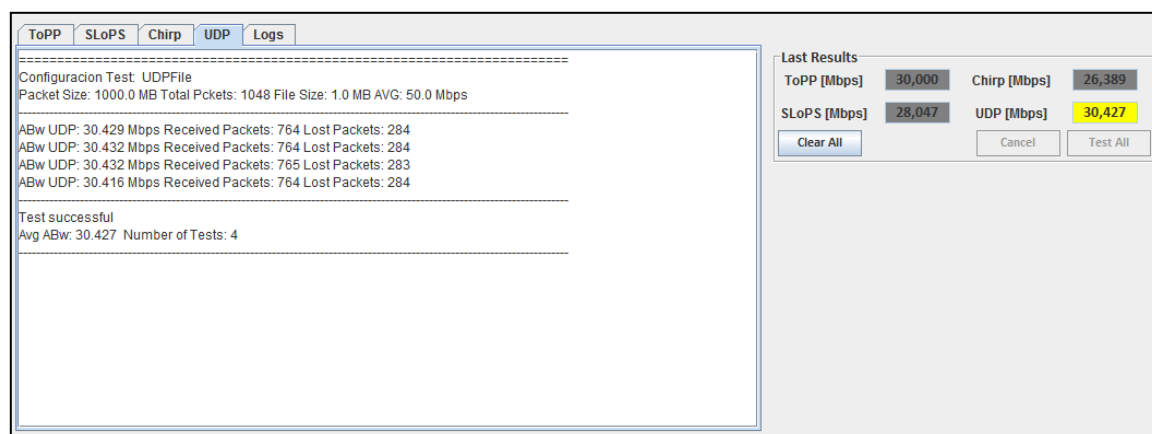 ToPP SLoPS Chirp UDP Logs
==========================================================================
Configuracion Test: UDPFile
Packet Size: 1000.0 MB Total Pckets: 1048 File Size: 1.0 MB AVG: 50.0 Mbps
ABw UDP: 30.429 Mbps Received Packets: 764 Lost Packets: 284
ABw UDP: 30.432 Mbps Received Packets: 764 Lost Packets: 284
ABw UDP: 30.432 Mbps Received Packets: 765 Lost Packets: 283
ABw UDP: 30.416 Mbps Received Packets: 764 Lost Packets: 284
Test successful
Avg ABw: 30.427 Number of Tests: 4
Last Results
ToPP [Mbps] 30,000 Chirp [Mbps] 26,389
SLoPS [Mbps] 28,047 UDP [Mbps] 30,427
Clear All Cancel Test All